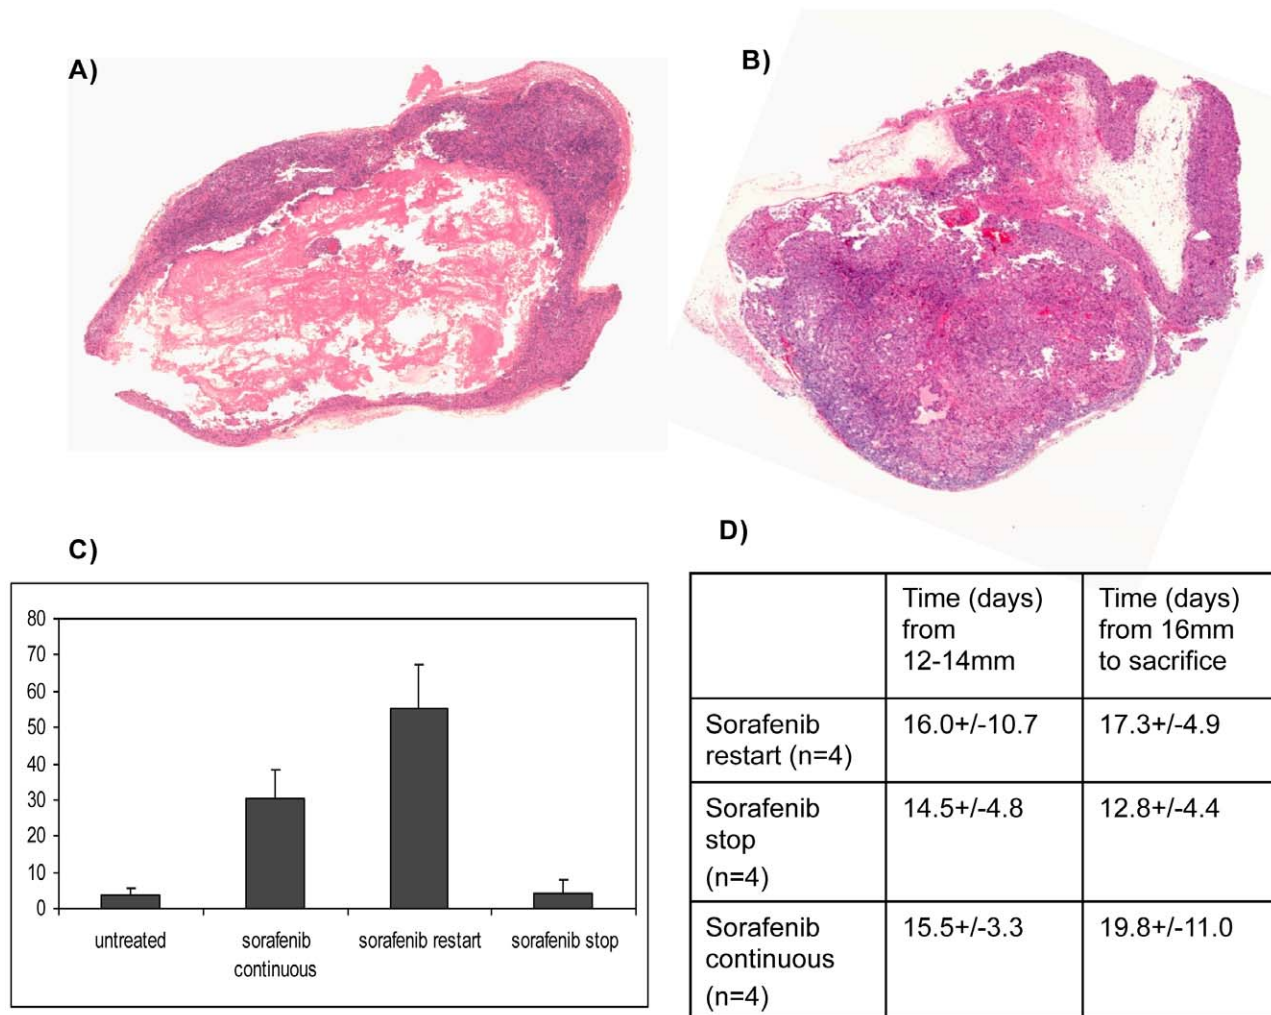 A)
B)
C)
80
70
60
50
40
30
20
10
0
untreated
sorafenib
continuous
sorafenib restart
sorafenib stop
D)
Time (days)
from
12-14mm
Time (days)
from 16mm
to sacrifice
Sorafenib
restart (n=4)
16.0+/-10.7
17.3+/-4.9
Sorafenib
stop
(n=4)
14.5+/-4.8
12.8+/-4.4
Sorafenib
continuous
(n=4)
15.5+/-3.3
19.8+/-11.0